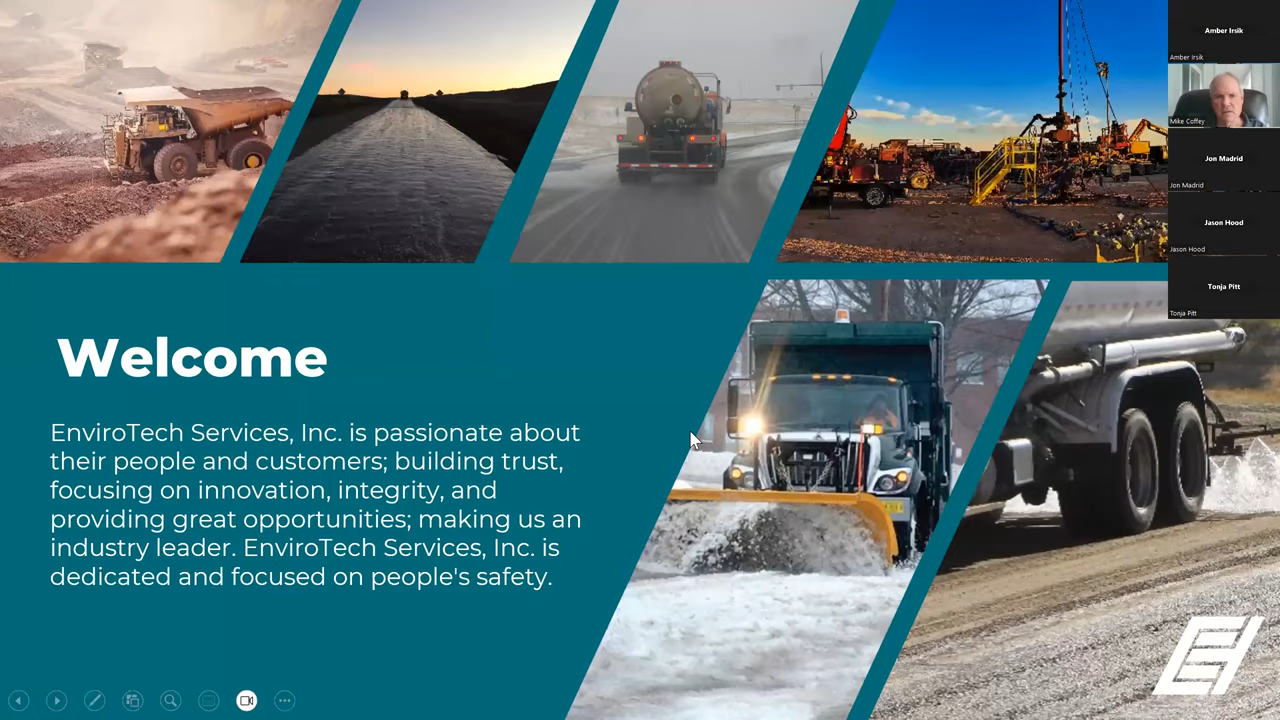 Welcome
EnviroTech Services, Inc. is passionate about
their people and customers; building trust,
focusing on innovation, integrity, and
providing great opportunities; making us an
industry leader. EnviroTech Services, Inc. is
dedicated and focused on people's safety.
Amber Irsik
Amber Irsik
Mike Coffey
Jon Madrid
Jon Madrid
Jason Hood
Jason Hood
Tonja Pitt
Tonja Pitt